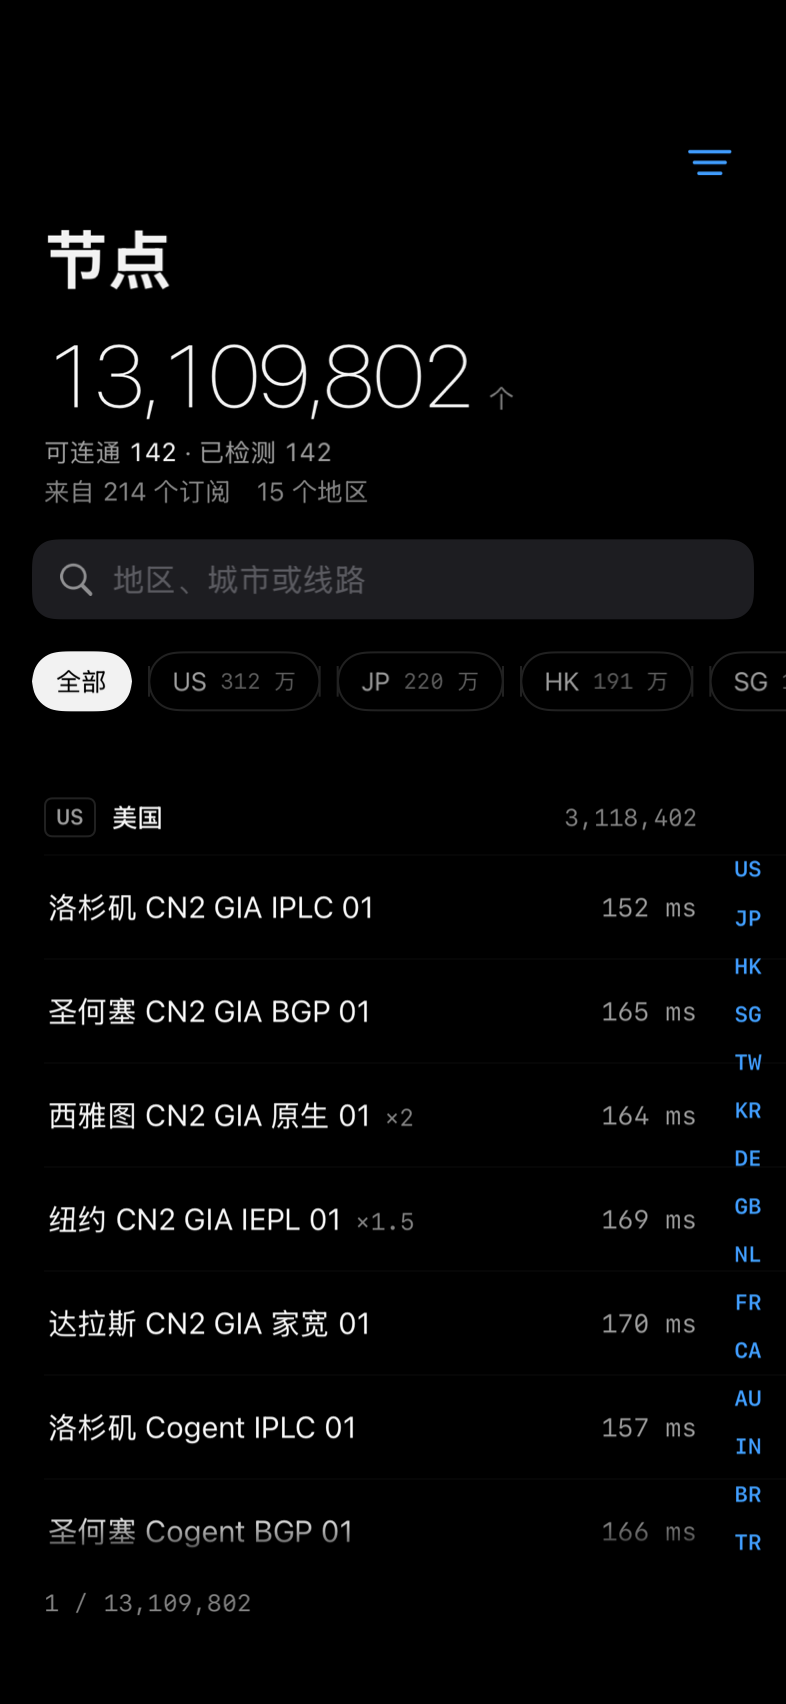 节点
13,109,802 个
可连通 142 · 已检测 142
来自 214 个订阅 15 个地区
地区、城市或线路
全部 US 312 万 JP 220 万 HK 191 万 SG
US 美国 3,118,402
洛杉矶 CN2 GIA IPLC 01 152 ms
圣何塞 CN2 GIA BGP 01 165 ms
西雅图 CN2 GIA 原生 01 ×2 164 ms
纽约 CN2 GIA IEPL 01 ×1.5 169 ms
达拉斯 CN2 GIA 家宽 01 170 ms
洛杉矶 Cogent IPLC 01 157 ms
圣何塞 Cogent BGP 01 166 ms
US
JP
HK
SG
TW
KR
DE
GB
NL
FR
CA
AU
IN
BR
TR
1 / 13,109,802